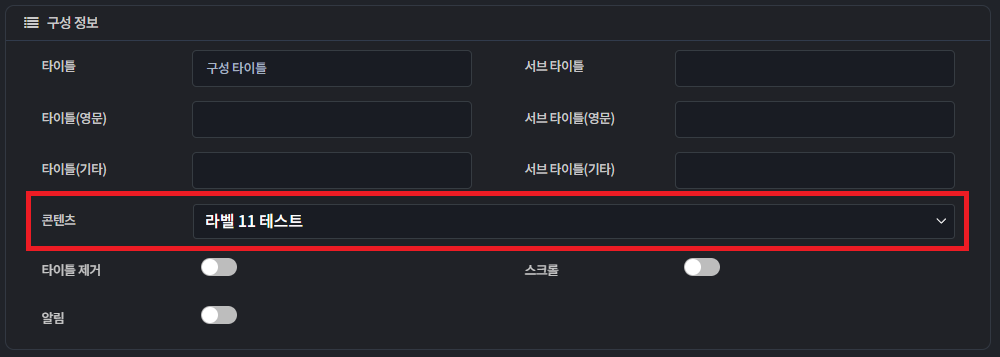 구성 정보
타이틀 구성 타이틀 서브 타이틀
타이틀(영문) 서브 타이틀(영문)
타이틀(기타) 서브 타이틀(기타)
콘텐츠 라벨 11 테스트
타이틀 제거 스크롤
알림